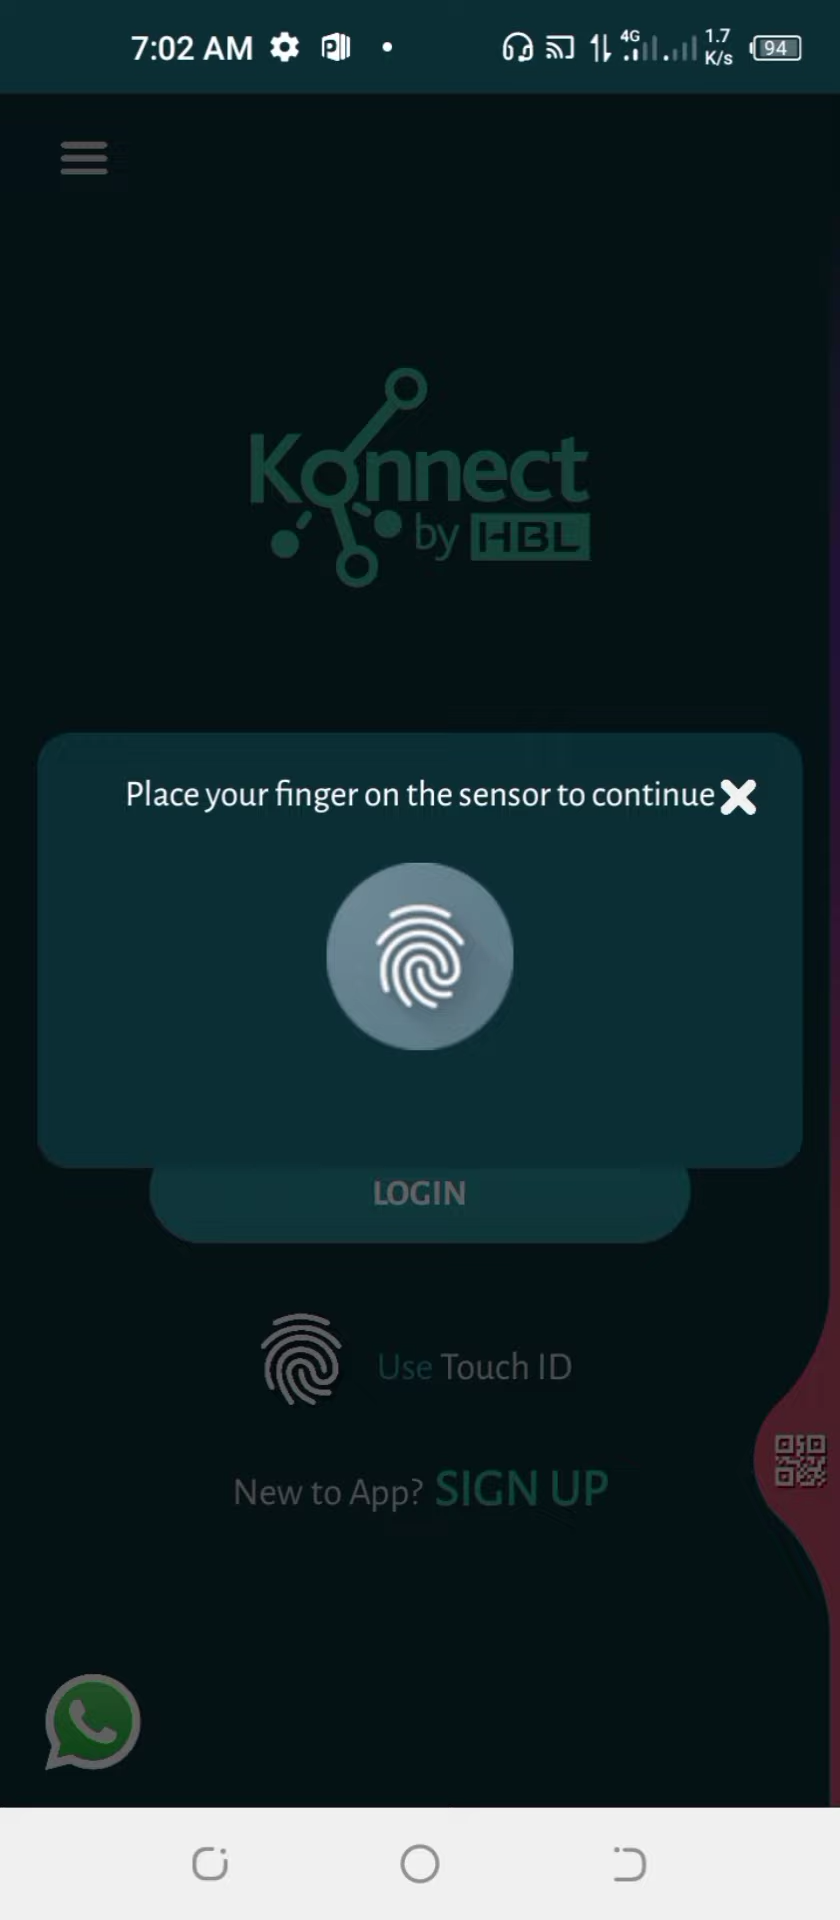 7:02 AM 4G 1.7 K/s 94
Konnect
by HBL
Place your finger on the sensor to continue
LOGIN
Use Touch ID
New to App? SIGN UP